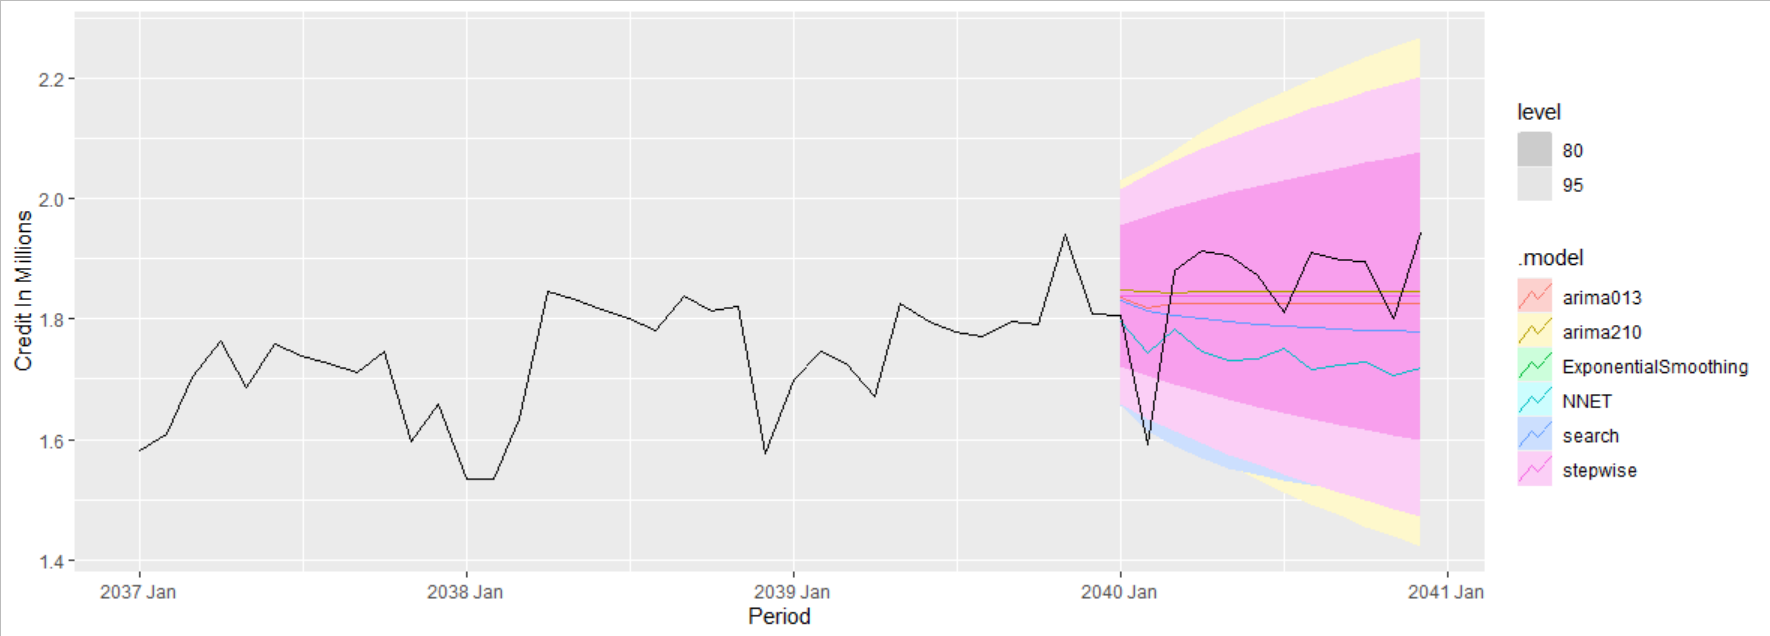 Credit In Millions
2.2
2.0
1.8
1.6
1.4
2037 Jan
2038 Jan
2039 Jan
2040 Jan
2041 Jan
Period
level
80
95
.model
arima013
arima210
ExponentialSmoothing
NNET
search
stepwise